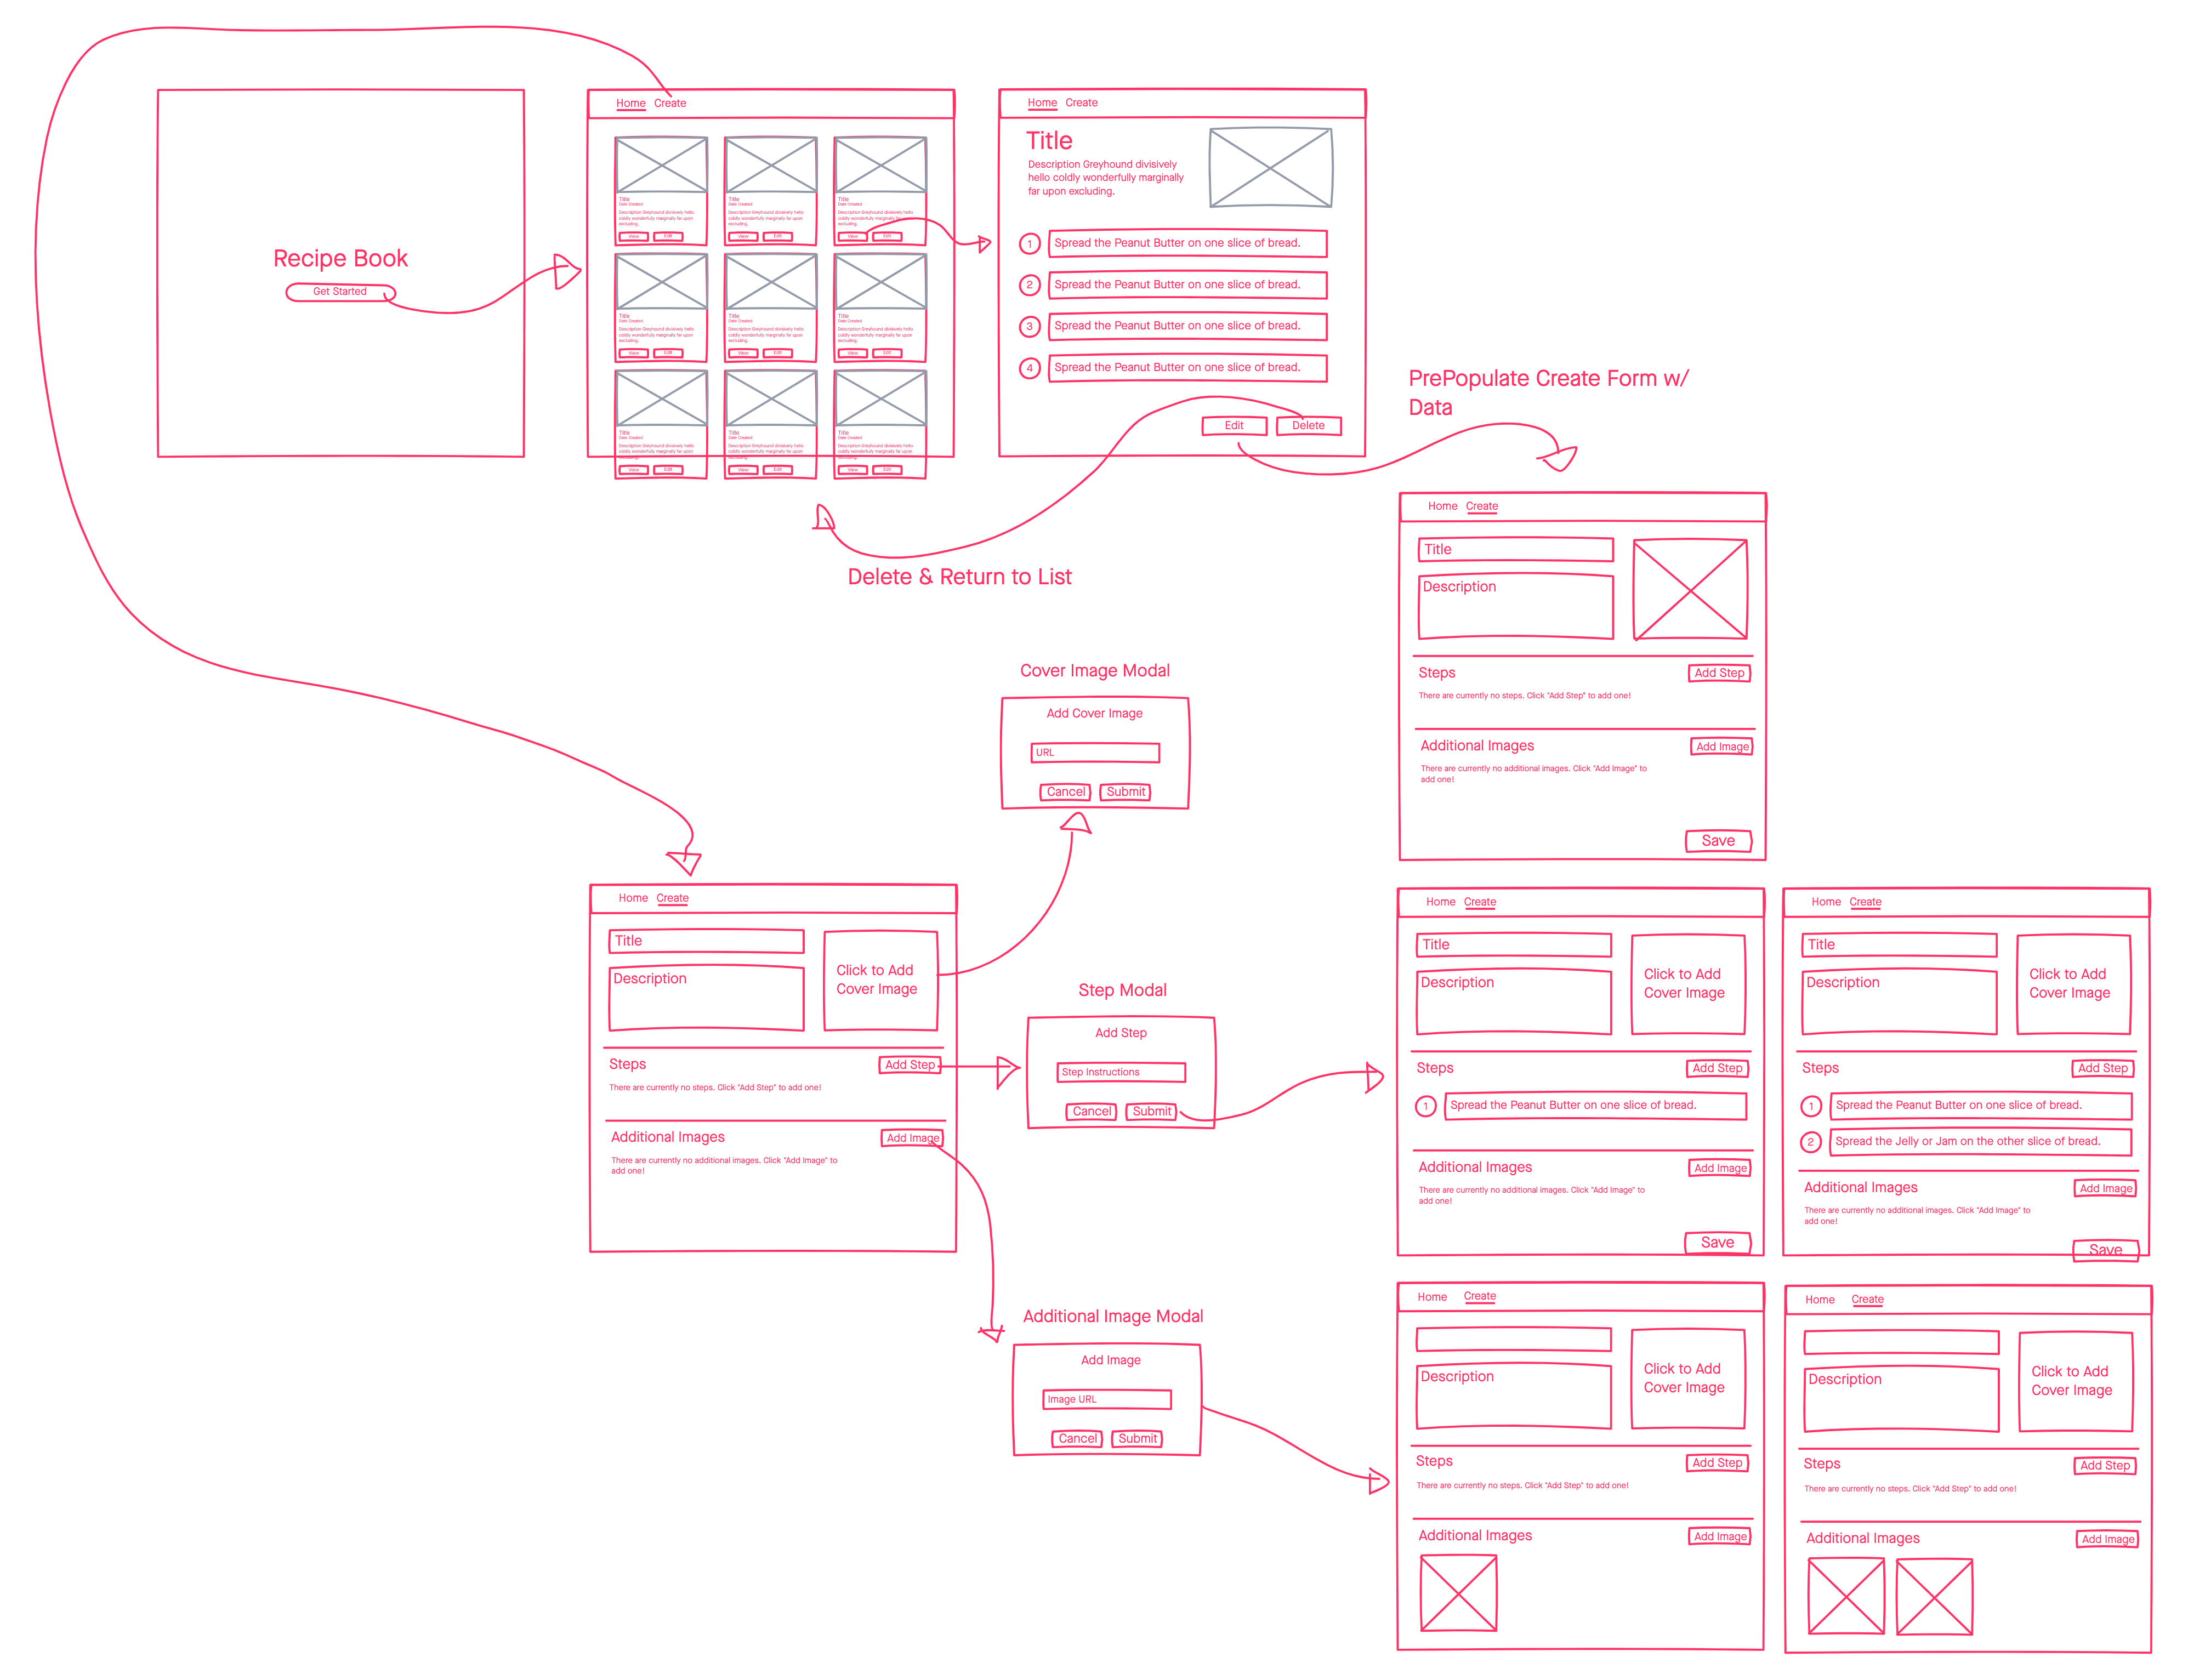 Recipe Book
Get Started
Home Create
Title
Date Created
Description Greyhound divisively hello
coldly wonderfully marginally far upon
excluding.
View Edit
Title
Date Created
Description Greyhound divisively hello
coldly wonderfully marginally far upon
excluding.
View Edit
Title
Date Created
Description Greyhound divisively hello
coldly wonderfully marginally far upon
excluding.
View Edit
Title
Date Created
Description Greyhound divisively hello
coldly wonderfully marginally far upon
excluding.
View Edit
Title
Date Created
Description Greyhound divisively hello
coldly wonderfully marginally far upon
excluding.
View Edit
Title
Date Created
Description Greyhound divisively hello
coldly wonderfully marginally far upon
excluding.
View Edit
Title
Date Created
Description Greyhound divisively hello
coldly wonderfully marginally far upon
excluding.
View Edit
Title
Date Created
Description Greyhound divisively hello
coldly wonderfully marginally far upon
excluding.
View Edit
Title
Date Created
Description Greyhound divisively hello
coldly wonderfully marginally far upon
excluding.
View Edit
Home Create
Title
Description Greyhound divisively
hello coldly wonderfully marginally
far upon excluding.
1 Spread the Peanut Butter on one slice of bread.
2 Spread the Peanut Butter on one slice of bread.
3 Spread the Peanut Butter on one slice of bread.
4 Spread the Peanut Butter on one slice of bread.
Edit Delete
PrePopulate Create Form w/
Data
Delete & Return to List
Home Create
Title
Description
Steps Add Step
There are currently no steps. Click "Add Step" to add one!
Additional Images Add Image
There are currently no additional images. Click "Add Image" to
add one!
Save
Cover Image Modal
Add Cover Image
URL
Cancel Submit
Home Create
Title
Description
Click to Add
Cover Image
Steps Add Step
There are currently no steps. Click "Add Step" to add one!
Additional Images Add Image
There are currently no additional images. Click "Add Image" to
add one!
Step Modal
Add Step
Step Instructions
Cancel Submit
Home Create
Title
Description
Click to Add
Cover Image
Steps Add Step
1 Spread the Peanut Butter on one slice of bread.
Additional Images Add Image
There are currently no additional images. Click "Add Image" to
add one!
Save
Home Create
Title
Description
Click to Add
Cover Image
Steps Add Step
1 Spread the Peanut Butter on one slice of bread.
2 Spread the Jelly or Jam on the other slice of bread.
Additional Images Add Image
There are currently no additional images. Click "Add Image" to
add one!
Save
Additional Image Modal
Add Image
Image URL
Cancel Submit
Home Create
Description
Click to Add
Cover Image
Steps Add Step
There are currently no steps. Click "Add Step" to add one!
Additional Images Add Image
Home Create
Description
Click to Add
Cover Image
Steps Add Step
There are currently no steps. Click "Add Step" to add one!
Additional Images Add Image